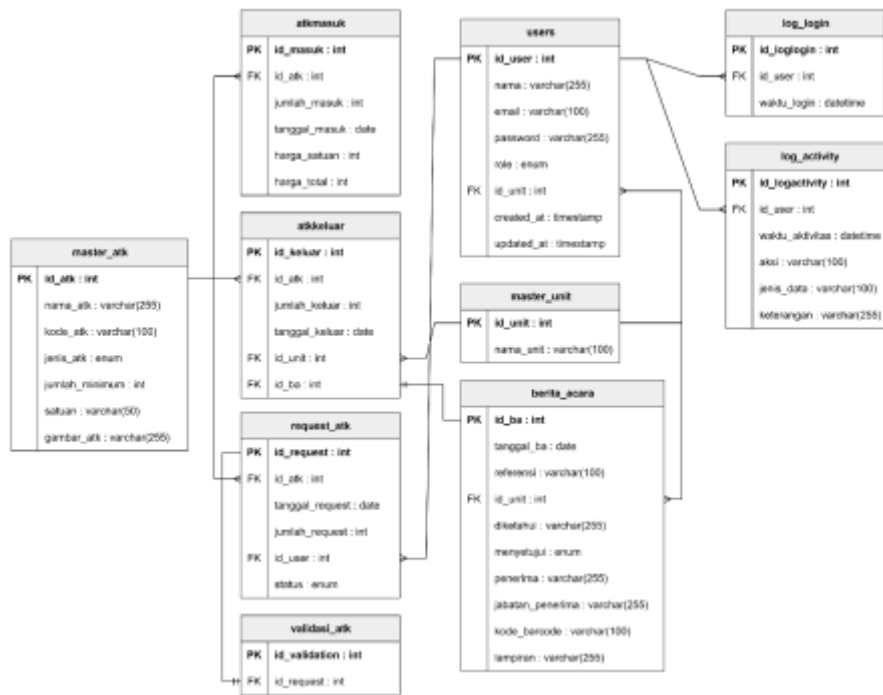 atkmasuk
PK id_masuk : int
FK id_atk : int
jumlah_masuk : int
tanggal_masuk : date
harga_satuan : int
harga_total : int
users
PK id_user : int
nama : varchar(255)
email : varchar(100)
password : varchar(255)
role : enum
FK id_unit : int
created_at : timestamp
updated_at : timestamp
log_login
PK id_loglogin : int
FK id_user : int
waktu_login : datetime
log_activity
PK id_logactivity : int
FK id_user : int
waktu_aktivitas : datetime
aksi : varchar(100)
jenis_data : varchar(100)
keterangan : varchar(255)
master_atk
PK id_atk : int
nama_atk : varchar(255)
kode_atk : varchar(100)
jenis_atk : enum
jumlah_minimum : int
satuan : varchar(50)
gambar_atk : varchar(255)
atkkeluar
PK id_keluar : int
FK id_atk : int
jumlah_keluar : int
tanggal_keluar : date
FK id_unit : int
FK id_ba : int
master_unit
PK id_unit : int
nama_unit : varchar(100)
request_atk
PK id_request : int
FK id_atk : int
tanggal_request : date
jumlah_request : int
FK id_user : int
status : enum
berita_acara
PK id_ba : int
tanggal_ba : date
referensi : varchar(100)
FK id_unit : int
diketahui : varchar(255)
menyetujui : enum
penerima : varchar(255)
jabatan_penerima : varchar(255)
kode_barcode : varchar(100)
lampiran : varchar(255)
validasi_atk
PK id_validation : int
FK id_request : int